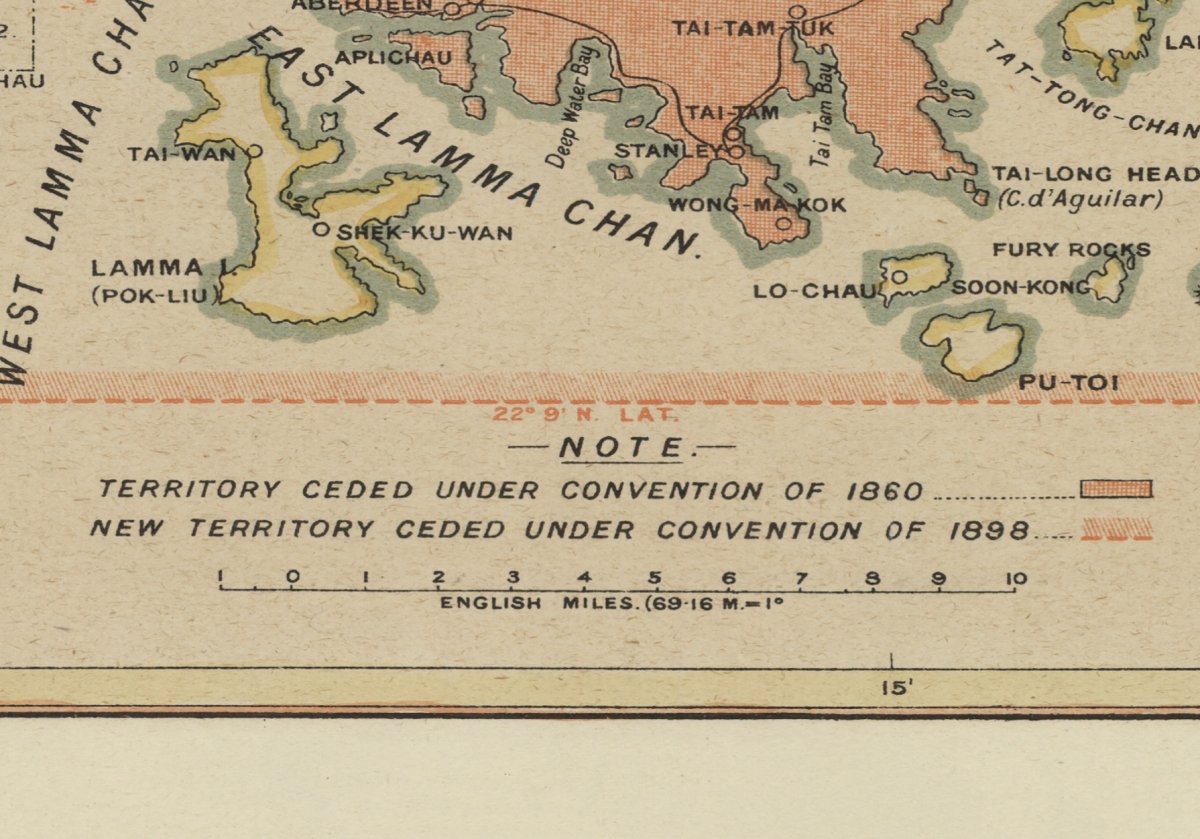 ABERDEEN
2.
HAU
WEST LAMMA CHA
APLICHAU
EAST LAMMA CHAN.
Deep Water Bay
TAI-TAM-TUK
TAI-TAM
Tai Tam Bay
STANLEY
TAT-TONG-CHAN
LA
TAI-WAN
TAI-LONG HEAD
(C.d'Aguilar)
WONG-MA-KOK
SHEK-KU-WAN
LAMMA I.
(POK-LIU)
FURY ROCKS
LO-CHAU
SOON-KONG
PU-TOI
22° 9' N. LAT.
—NOTE.—
TERRITORY CEDED UNDER CONVENTION OF 1860
NEW TERRITORY CEDED UNDER CONVENTION OF 1898
1 0 1 2 3 4 5 6 7 8 9 10
ENGLISH MILES. (69·16 M.=1°
15'